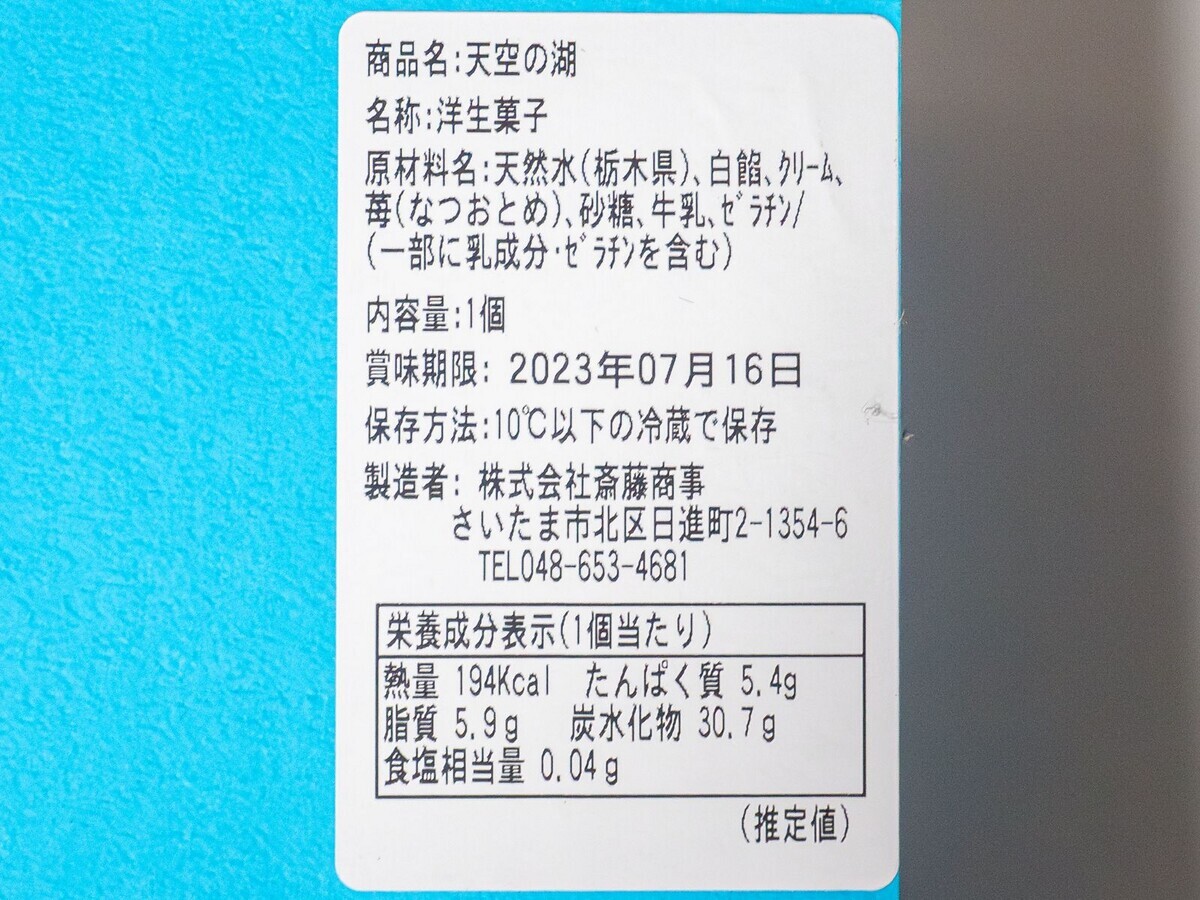 商品名:天空の湖
名称:洋生菓子
原材料名:天然水(栃木県)、白餡、ｸﾘｰﾑ、
苺(なつおとめ)、砂糖、牛乳、ｾﾞﾗﾁﾝ/
(一部に乳成分･ｾﾞﾗﾁﾝを含む)
内容量:1個
賞味期限: 2023年07月16日
保存方法:10℃以下の冷蔵で保存
製造者: 株式会社斎藤商事
さいたま市北区日進町2-1354-6
TEL048-653-4681
栄養成分表示(1個当たり)
熱量 194Kcal たんぱく質 5.4g
脂質 5.9g 炭水化物 30.7g
食塩相当量 0.04g
(推定値)